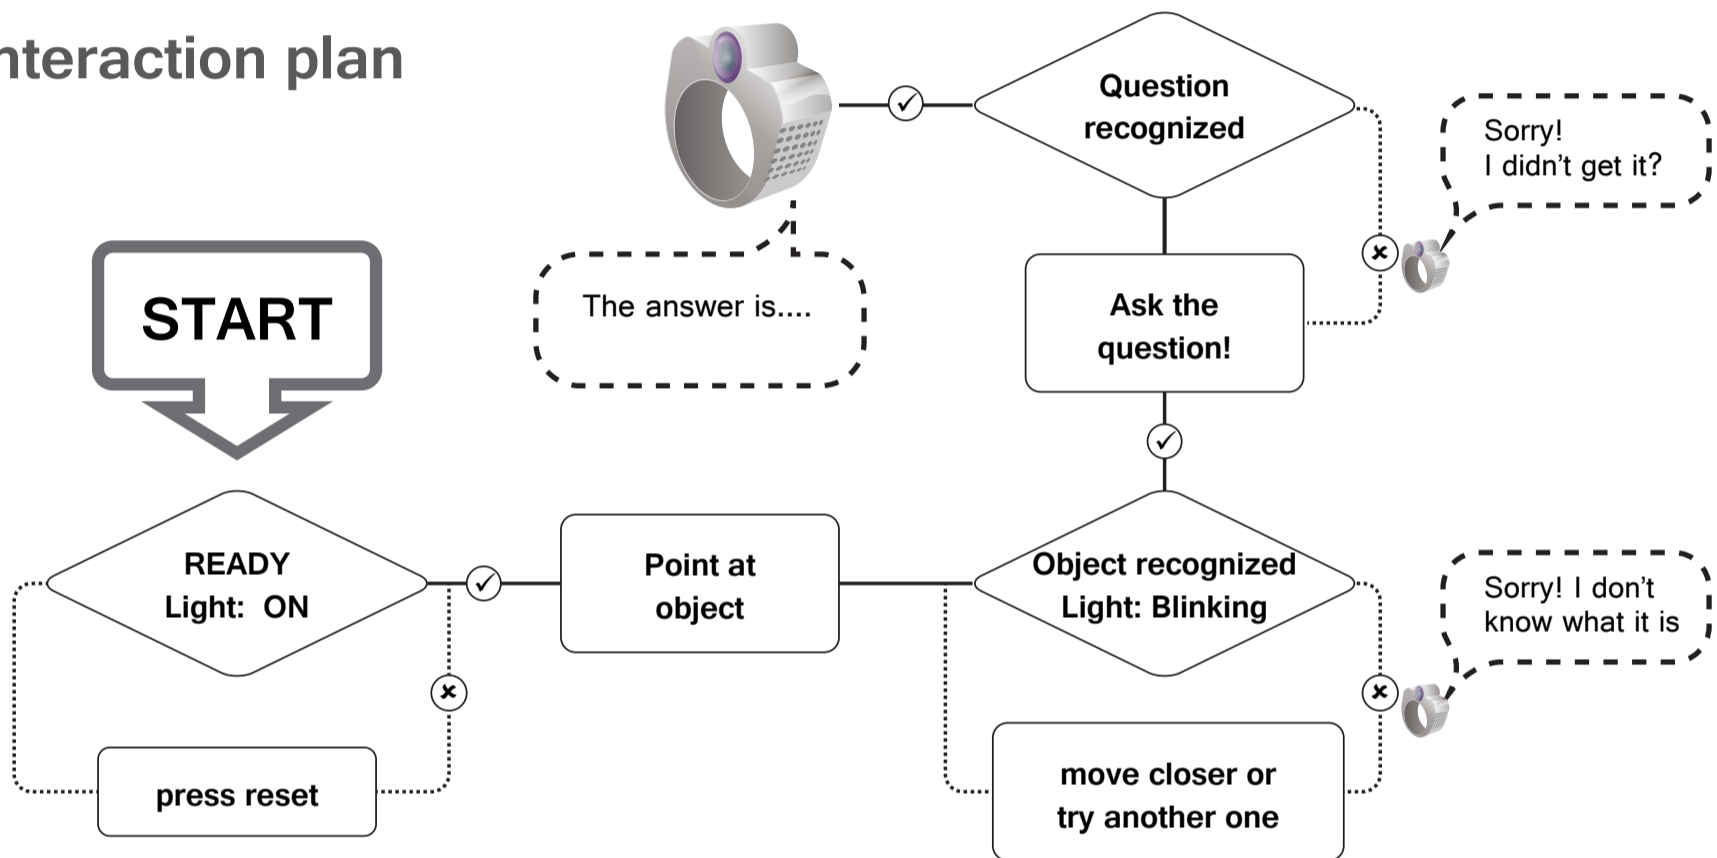 nteraction plan
Question
recognized
Sorry!
I didn't get it?
START
The answer is....
Ask the
question!
READY
Light: ON
Point at
object
Object recognized
Light: Blinking
Sorry! I don't
know what it is
press reset
move closer or
try another one